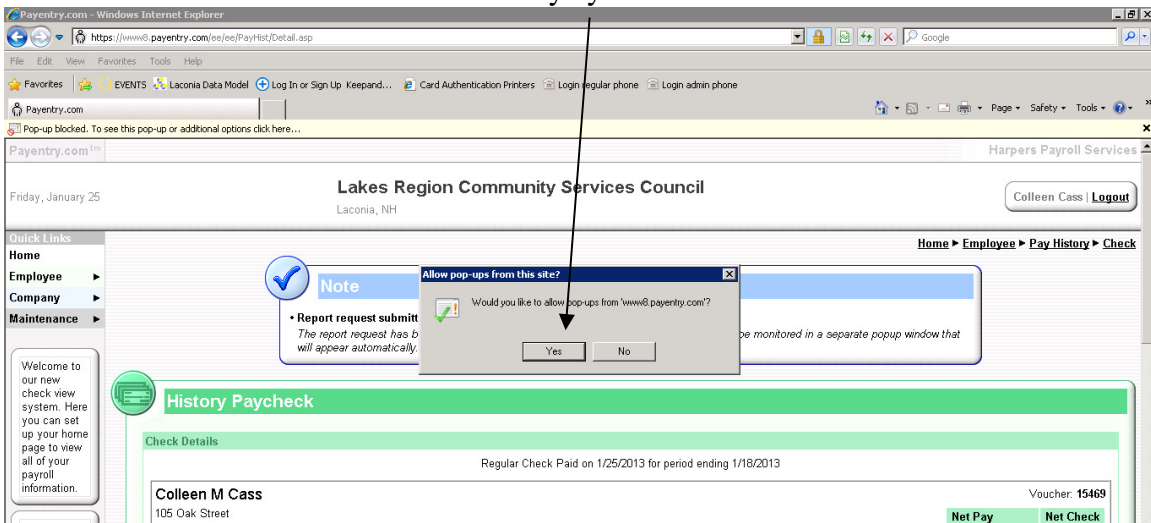 Payentry.com - Windows Internet Explorer
https://www8.payentry.com/ee/ee/PayHist/Detail.asp
Google
File Edit View Favorites Tools Help
Favorites EVENTS Laconia Data Model Log In or Sign Up Keepand... Card Authentication Printers Login regular phone Login admin phone
Payentry.com
Page Safety Tools
Pop-up blocked. To see this pop-up or additional options click here...
Payentry.com™ Harpers Payroll Services
Friday, January 25
Lakes Region Community Services Council
Laconia, NH
Colleen Cass | Logout
Quick Links
Home ► Employee ► Pay History ► Check
Home
Employee ►
Company ►
Maintenance ►
Note
• Report request submitt
The report request has b be monitored in a separate popup window that
will appear automatically.
Allow pop-ups from this site?
Would you like to allow pop-ups from 'www8.payentry.com'?
Yes No
Welcome to
our new
check view
system. Here
you can set
up your home
page to view
all of your
payroll
information.
History Paycheck
Check Details
Regular Check Paid on 1/25/2013 for period ending 1/18/2013
Colleen M Cass
Voucher: 15469
105 Oak Street
Net Pay Net Check